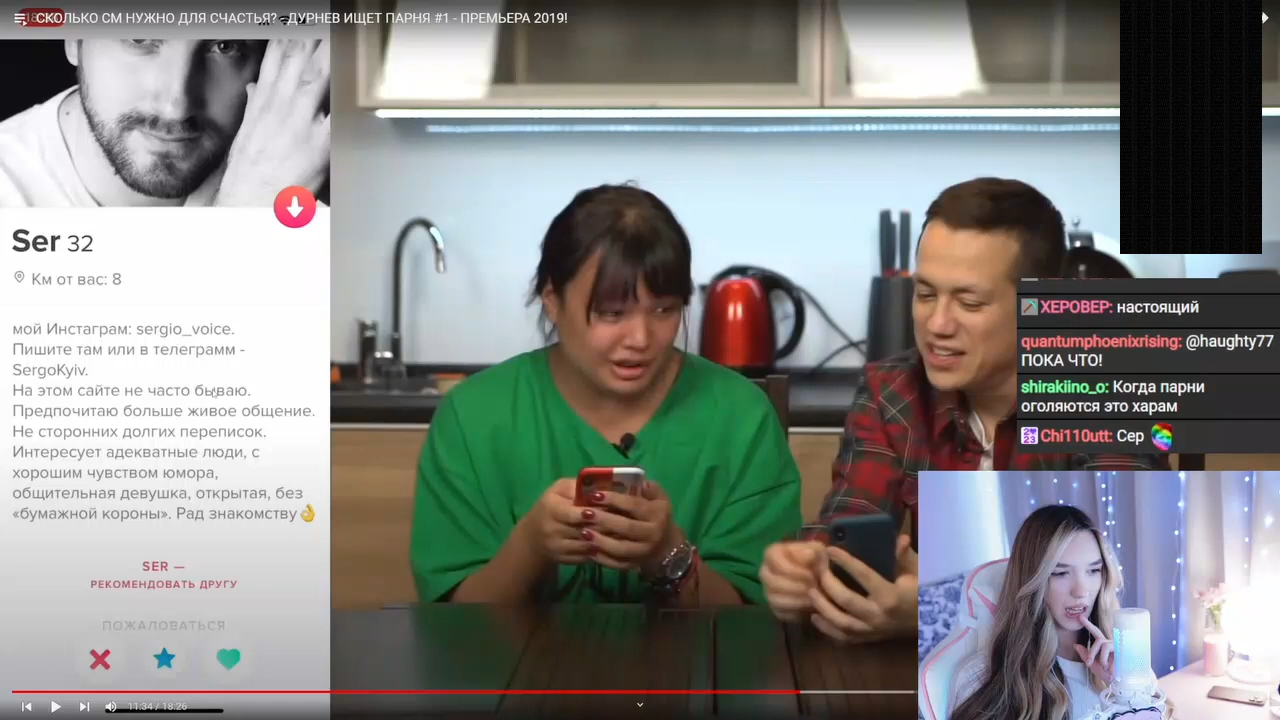 СКОЛЬКО СМ НУЖНО ДЛЯ СЧАСТЬЯ? - ДУРНЕВ ИЩЕТ ПАРНЯ #1 - ПРЕМЬЕРА 2019!
Ser 32
Км от вас: 8
мой Инстаграм: sergio_voice.
Пишите там или в телеграмм -
SergoKyiv.
На этом сайте не часто бываю.
Предпочитаю больше живое общение.
Не сторонних долгих переписок.
Интересует адекватные люди, с
хорошим чувством юмора,
общительная девушка, открытая, без
«бумажной короны». Рад знакомству👌
SER —
РЕКОМЕНДОВАТЬ ДРУГУ
ПОЖАЛОВАТЬСЯ
11:34 / 18:26
ХЕРОВЕР: настоящий
quantumphoenixrising: @haughty77
ПОКА ЧТО!
shirakiino_o: Когда парни
оголяются это харам
Chi110utt: Сер